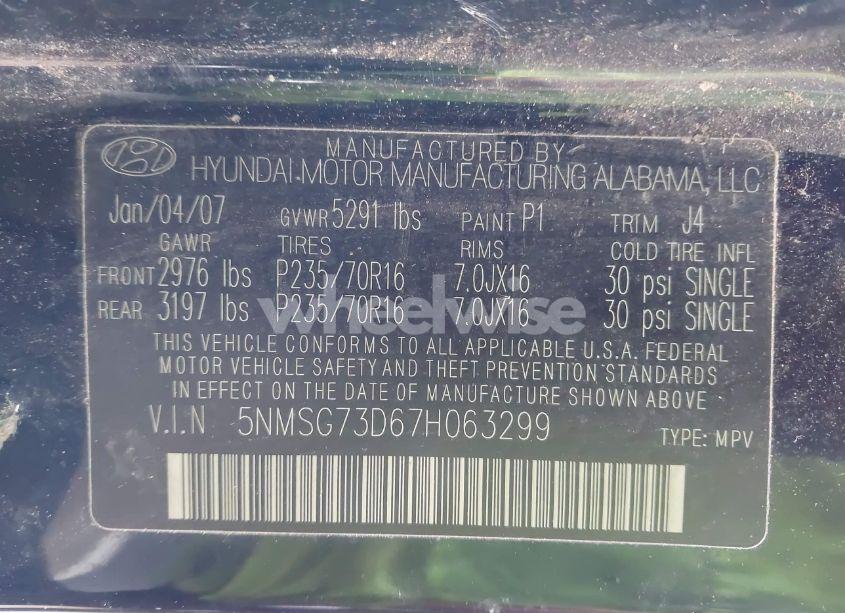 MANUFACTURED BY
HYUNDAI MOTOR MANUFACTURING ALABAMA, LLC
Jan/04/07 GVWR 5291 lbs PAINT P1 TRIM J4
GAWR TIRES RIMS COLD TIRE INFL
FRONT 2976 lbs P235/70R16 7.0JX16 30 psi SINGLE
REAR 3197 lbs P235/70R16 7.0JX16 30 psi SINGLE
wheelwise
THIS VEHICLE CONFORMS TO ALL APPLICABLE U.S.A. FEDERAL
MOTOR VEHICLE SAFETY AND THEFT PREVENTION STANDARDS
IN EFFECT ON THE DATE OF MANUFACTURE SHOWN ABOVE
V.I.N 5NMSG73D67H063299 TYPE: MPV